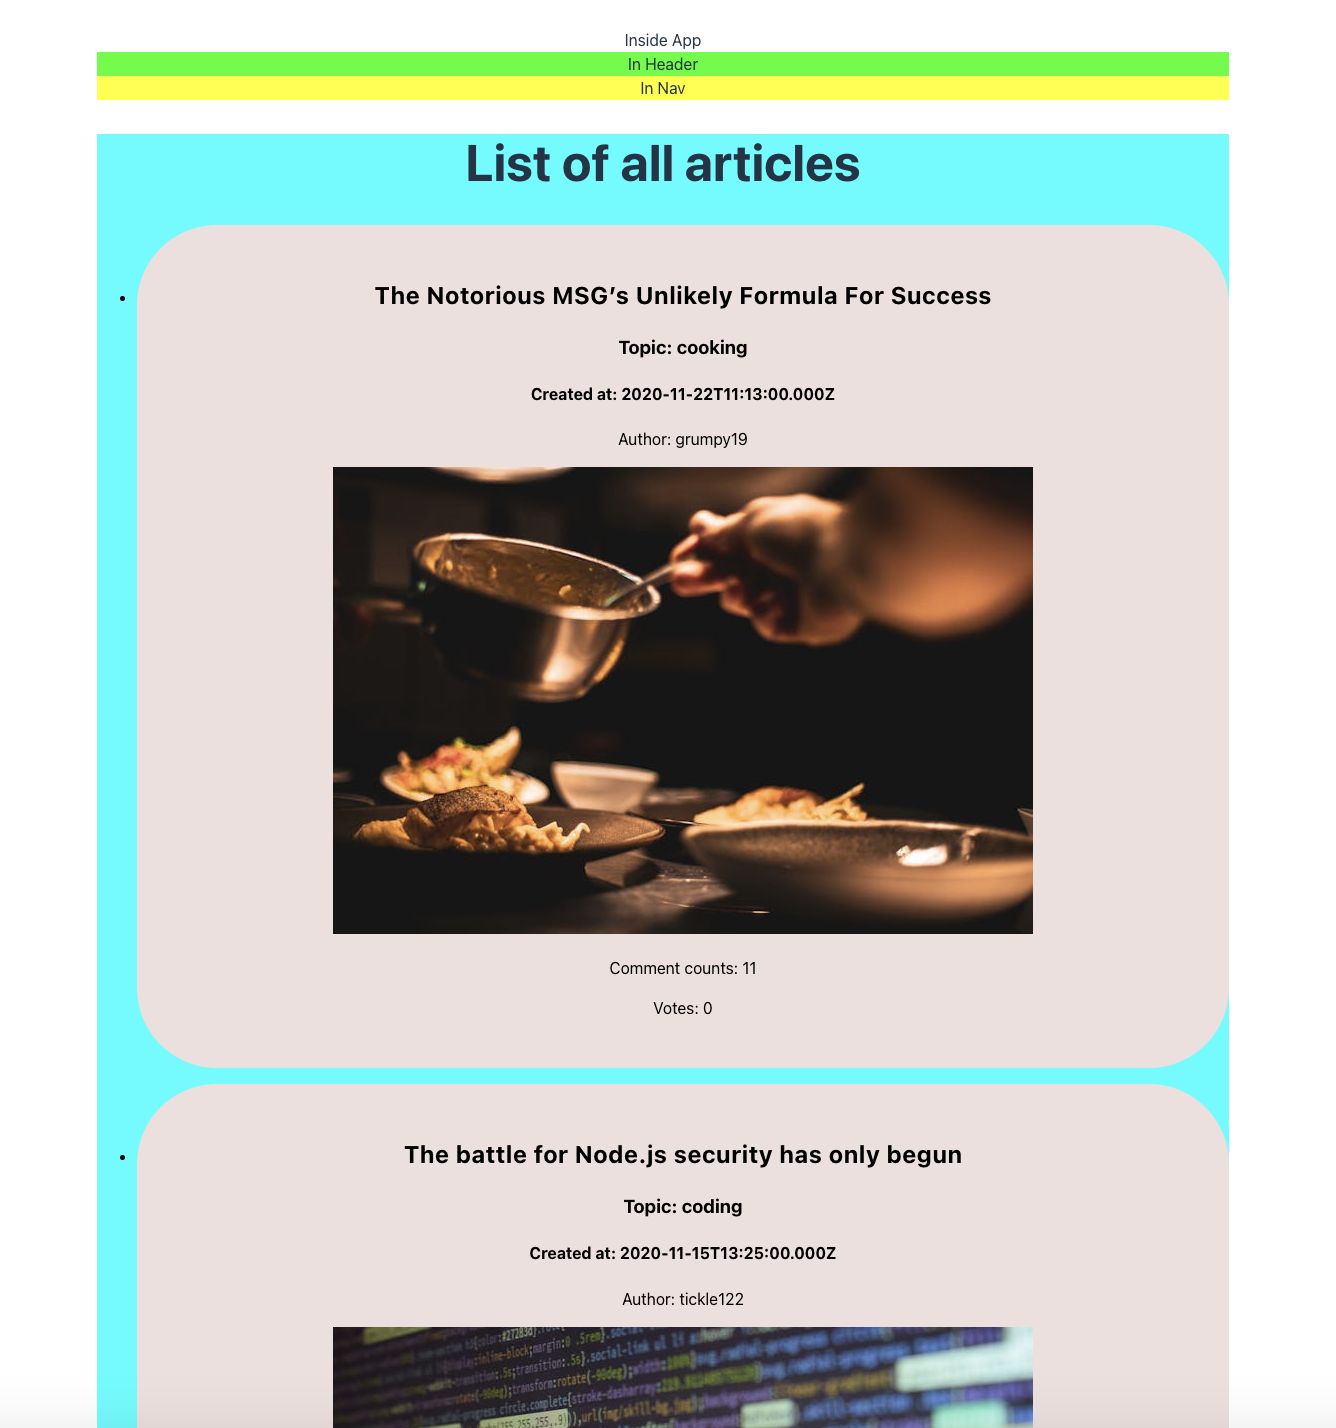 Inside App
In Header
In Nav
List of all articles
The Notorious MSG’s Unlikely Formula For Success
Topic: cooking
Created at: 2020-11-22T11:13:00.000Z
Author: grumpy19
Comment counts: 11
Votes: 0
The battle for Node.js security has only begun
Topic: coding
Created at: 2020-11-15T13:25:00.000Z
Author: tickle122